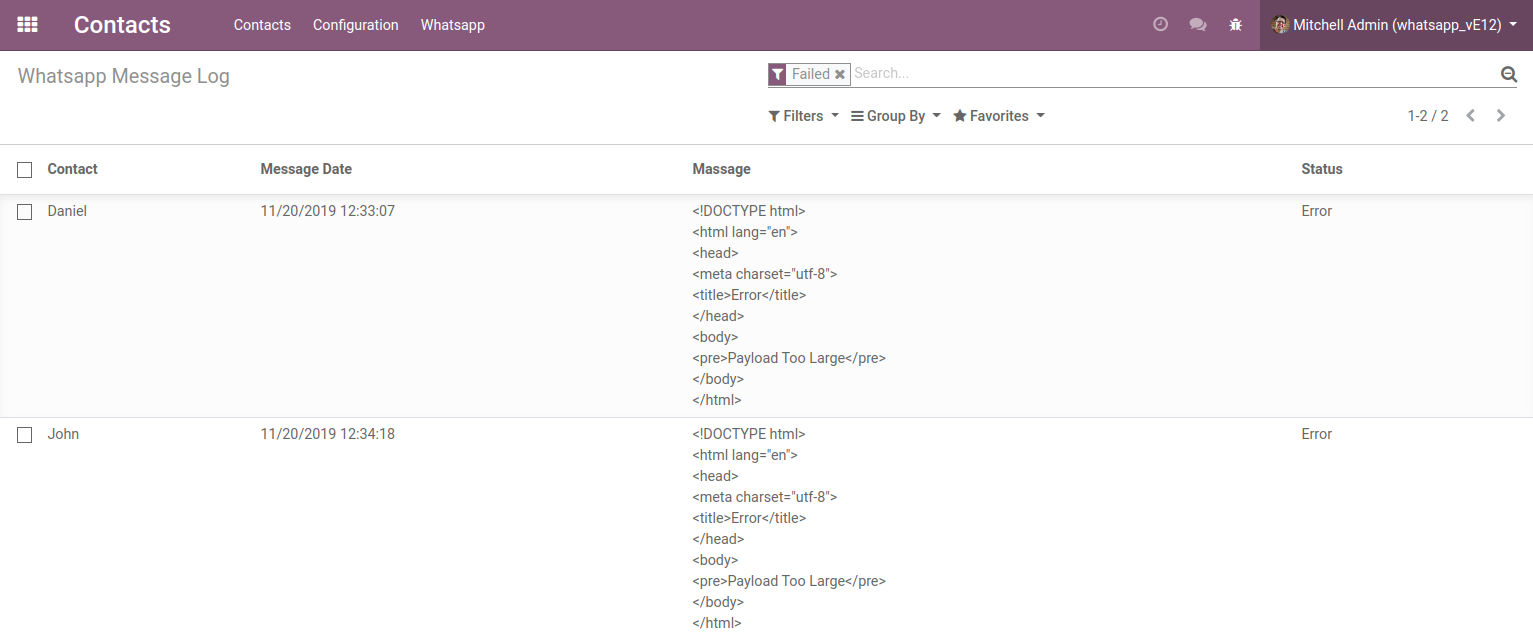 Contacts Contacts Configuration Whatsapp Mitchell Admin (whatsapp_vE12)
Whatsapp Message Log
Failed Search...
Filters Group By Favorites 1-2 / 2
Contact Message Date Massage Status
Daniel 11/20/2019 12:33:07 <!DOCTYPE html> Error
<html lang="en">
<head>
<meta charset="utf-8">
<title>Error</title>
</head>
<body>
<pre>Payload Too Large</pre>
</body>
</html>
John 11/20/2019 12:34:18 <!DOCTYPE html> Error
<html lang="en">
<head>
<meta charset="utf-8">
<title>Error</title>
</head>
<body>
<pre>Payload Too Large</pre>
</body>
</html>